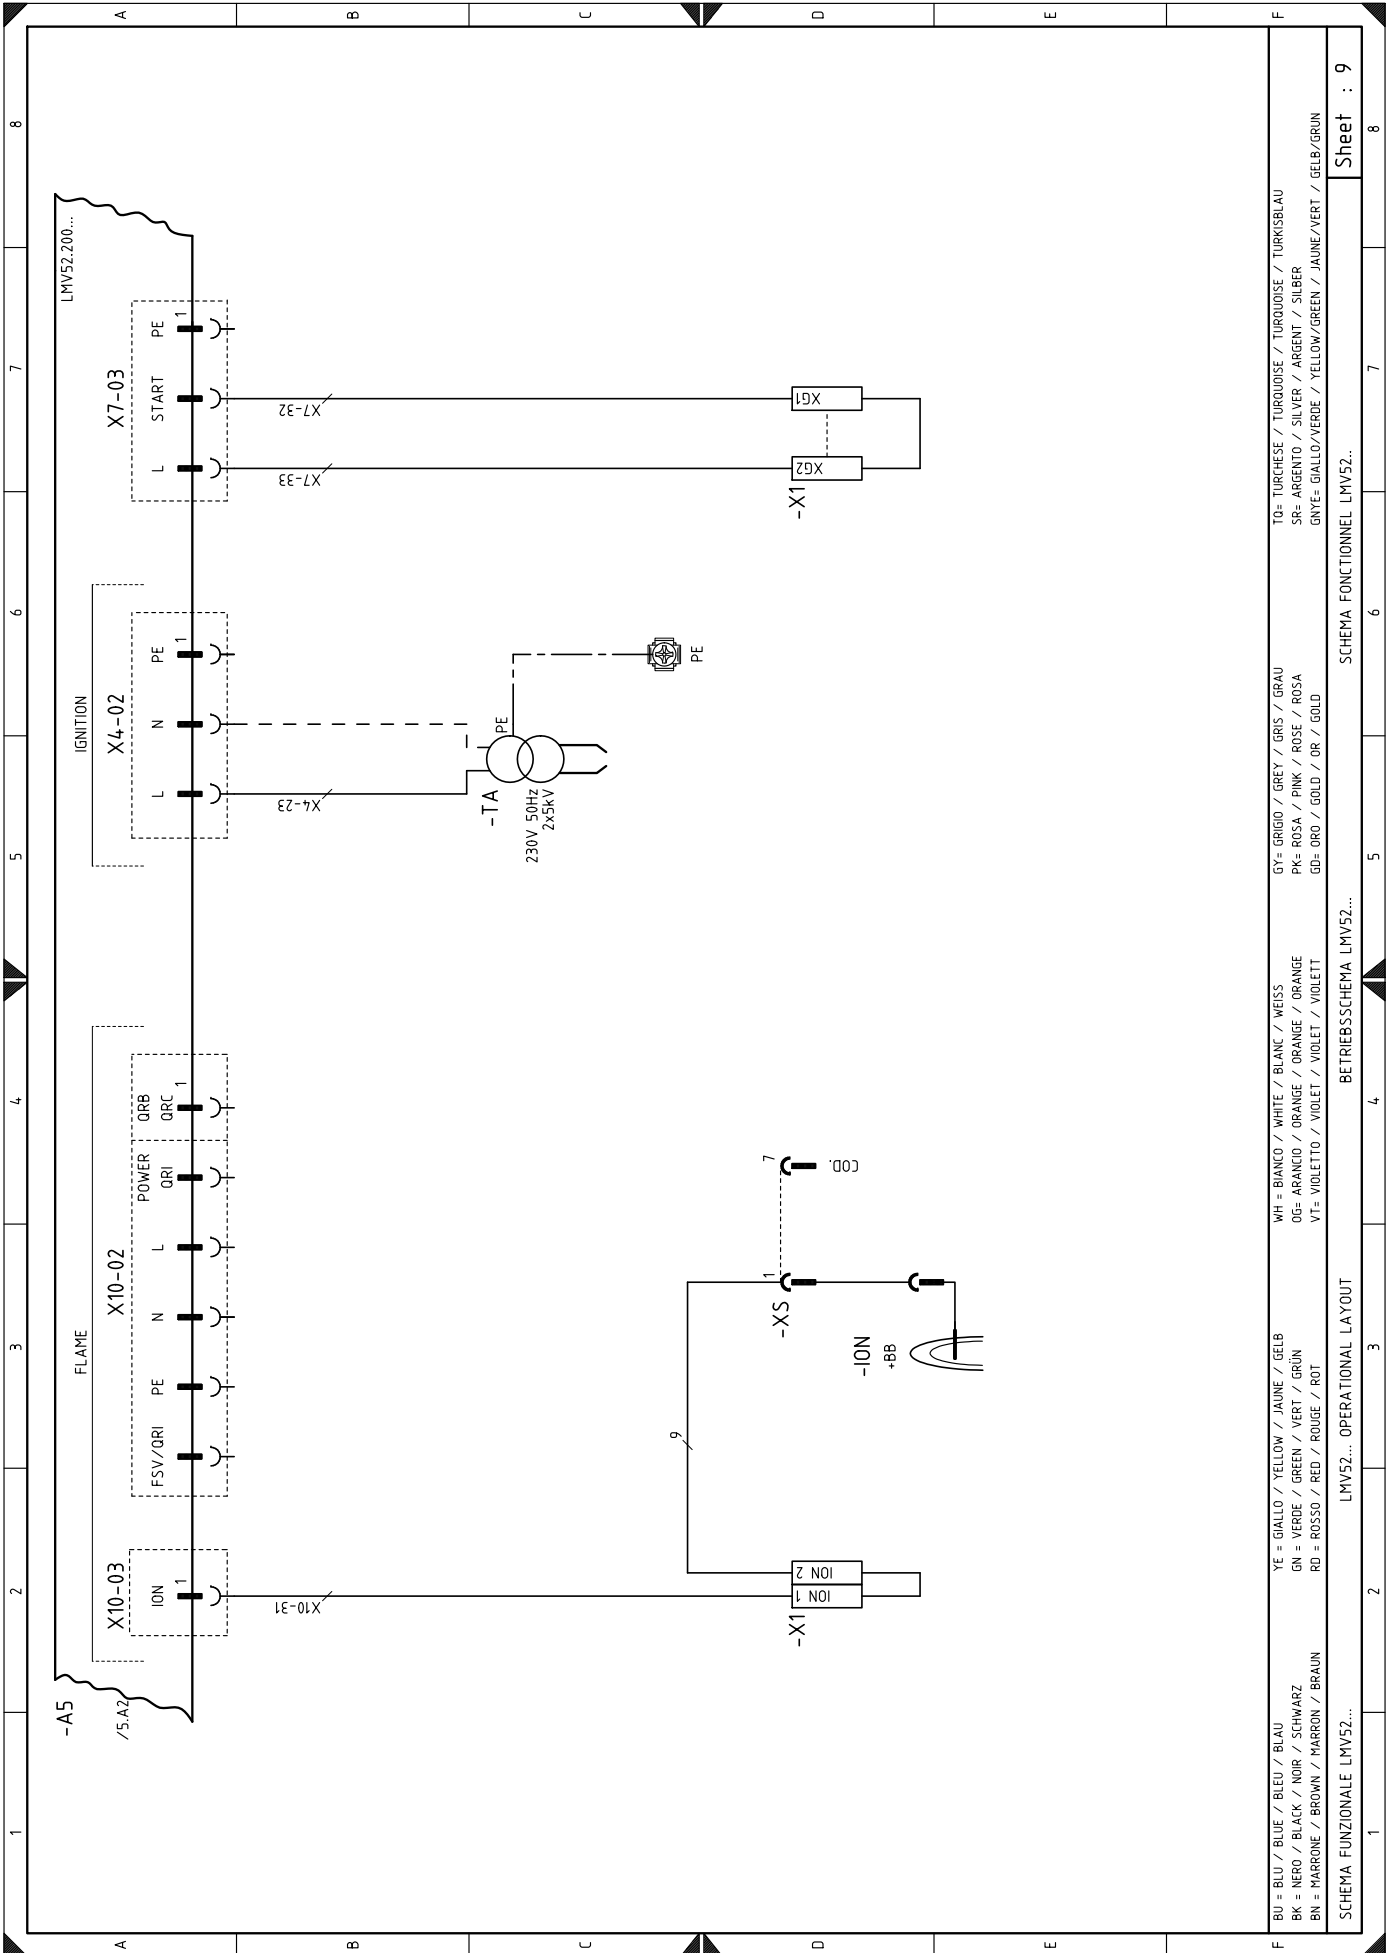 1 2 3 4 5 6 7 8
A
B
C
D
E
F
-A5
/5.A2
LMV52.200...
FLAME
IGNITION
X10-03
X10-02
X4-02
X7-03
ION
1
FSV/QRI
PE
N
L
POWER
QRI
QRB
QRC
1
L
N
PE
1
L
START
PE
1
X10-31
X4-23
X7-33
X7-32
-TA
PE
230V 50Hz
2x5kV
PE
9
-X1
ION 1
ION 2
-XS
1
7
COD.
-ION
+BB
-X1
XG2
XG1
BU = BLU / BLUE / BLEU / BLAU
BK = NERO / BLACK / NOIR / SCHWARZ
BN = MARRONE / BROWN / MARRON / BRAUN
YE = GIALLO / YELLOW / JAUNE / GELB
GN = VERDE / GREEN / VERT / GRÜN
RD = ROSSO / RED / ROUGE / ROT
WH = BIANCO / WHITE / BLANC / WEISS
OG= ARANCIO / ORANGE / ORANGE / ORANGE
VT= VIOLETTO / VIOLET / VIOLET / VIOLETT
GY= GRIGIO / GREY / GRIS / GRAU
PK= ROSA / PINK / ROSE / ROSA
GD= ORO / GOLD / OR / GOLD
TQ= TURCHESE / TURQUOISE / TURQUOISE / TURKISBLAU
SR= ARGENTO / SILVER / ARGENT / SILBER
GNYE= GIALLO/VERDE / YELLOW/GREEN / JAUNE/VERT / GELB/GRUN
SCHEMA FUNZIONALE LMV52...
LMV52... OPERATIONAL LAYOUT
BETRIEBSSCHEMA LMV52...
SCHEMA FONCTIONNEL LMV52..
Sheet : 9
1 2 3 4 5 6 7 8
A
B
C
D
E
F